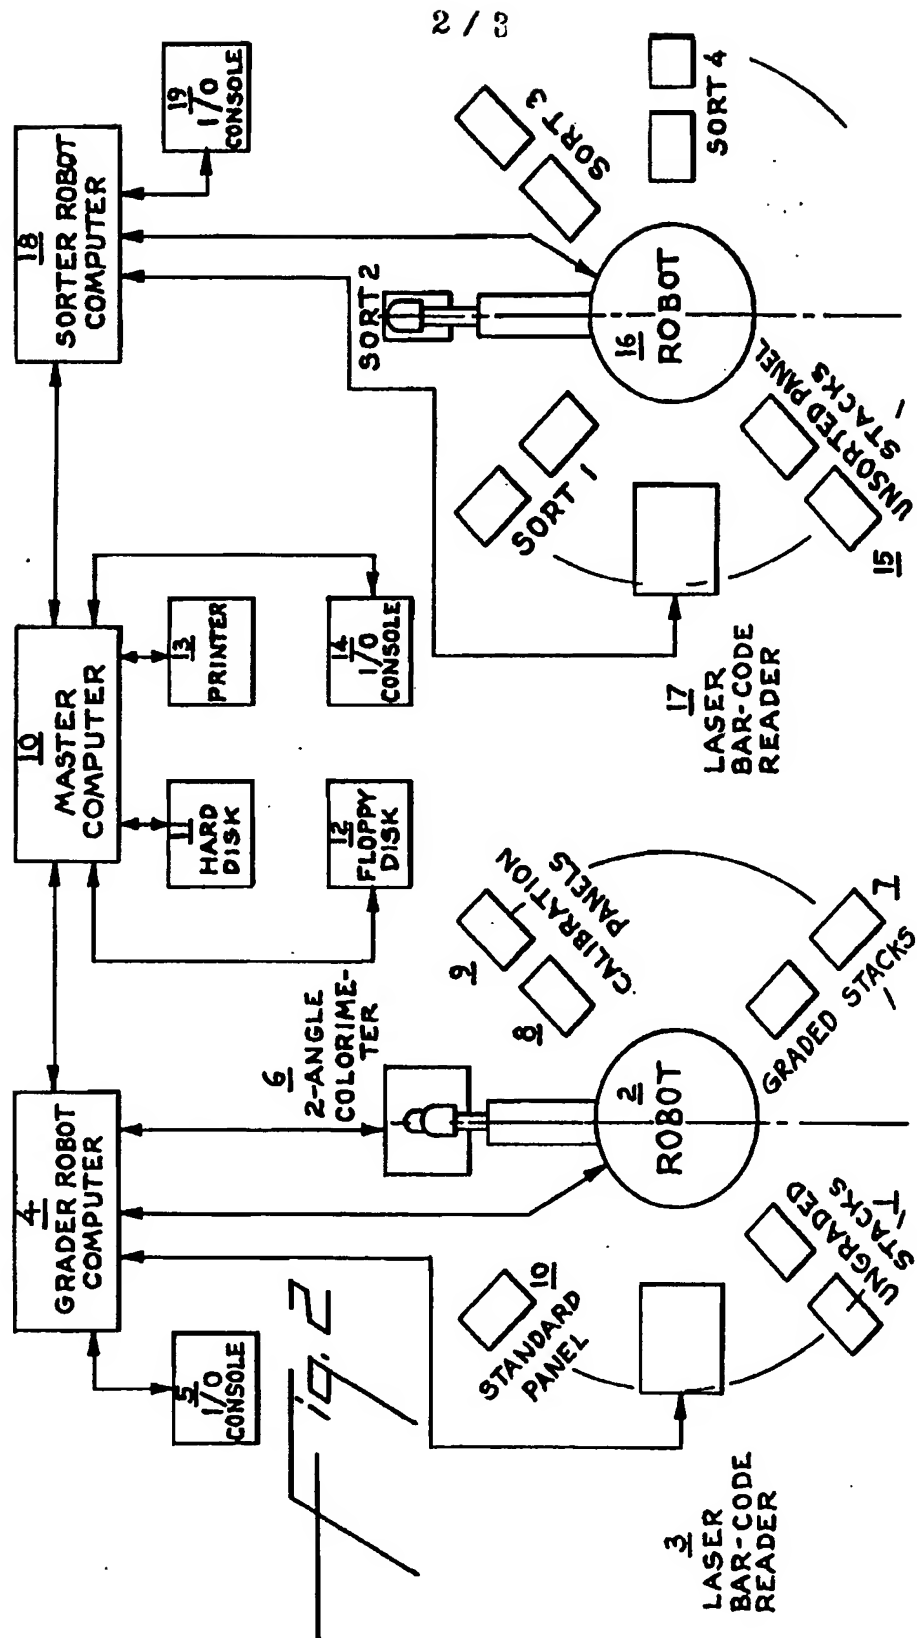 2 / 3
4
GRADER ROBOT
COMPUTER
5
I/O
CONSOLE
10
MASTER
COMPUTER
11
HARD
DISK
12
FLOPPY
DISK
13
PRINTER
14
I/O
CONSOLE
18
SORTER ROBOT
COMPUTER
19
I/O
CONSOLE
Fig. 2
6
2-ANGLE
COLORIME-
TER
10
STANDARD
PANEL
9
8
CALIBRATION
PANELS
2
ROBOT
3
LASER
BAR-CODE
READER
UNGRADED
STACKS
1
GRADED STACKS
7
SORT 1
SORT 2
SORT 3
SORT 4
16
ROBOT
17
LASER
BAR-CODE
READER
15
UNSORTED PANEL
STACKS